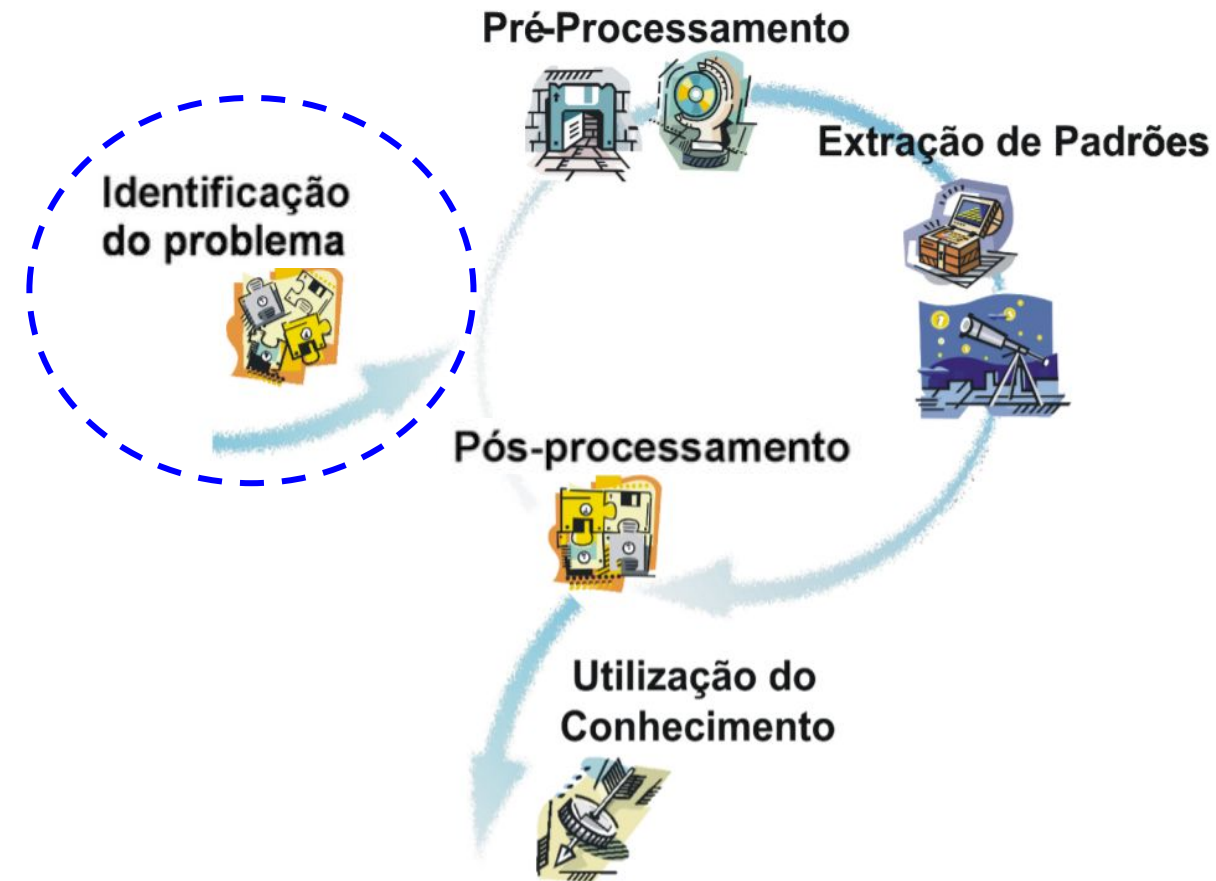 Pré-Processamento
Extração de Padrões
Identificação
do problema
Pós-processamento
Utilização do
Conhecimento